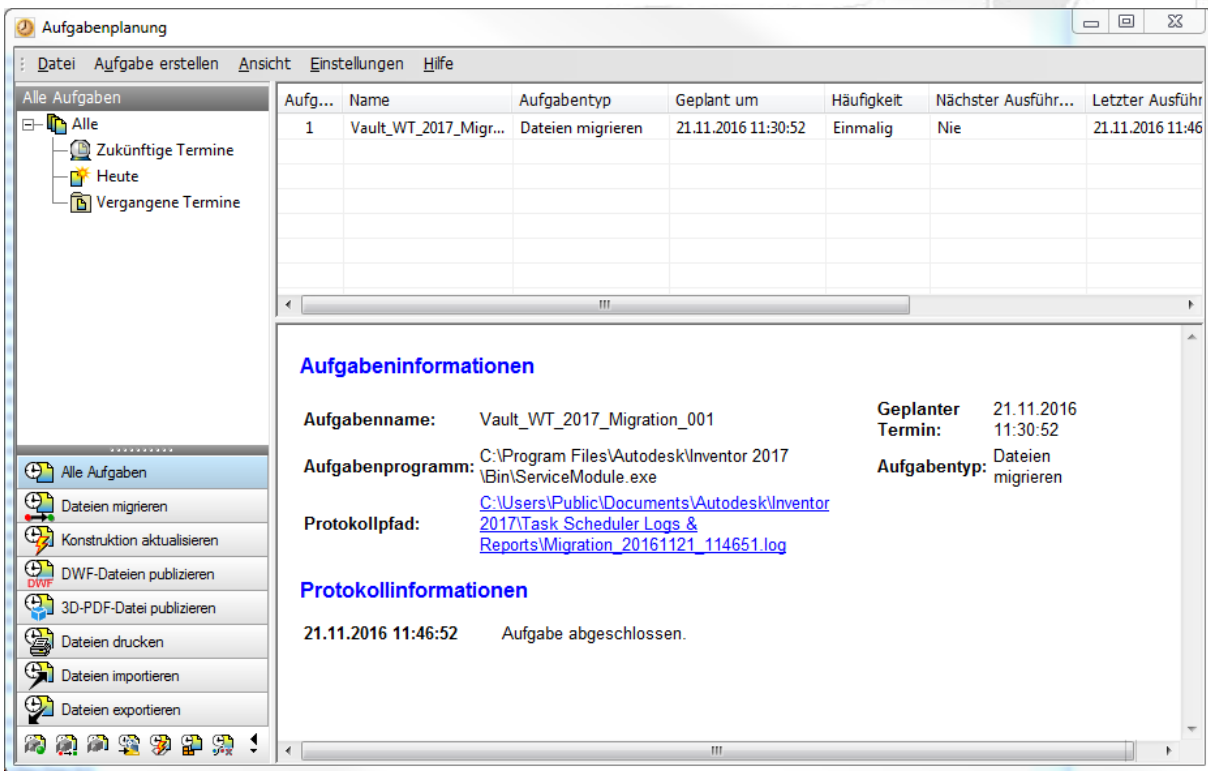 Aufgabenplanung
Datei Aufgabe erstellen Ansicht Einstellungen Hilfe
Alle Aufgaben
Alle
Zukünftige Termine
Heute
Vergangene Termine
Aufg... Name Aufgabentyp Geplant um Häufigkeit Nächster Ausführ... Letzter Ausführ
1 Vault_WT_2017_Migr... Dateien migrieren 21.11.2016 11:30:52 Einmalig Nie 21.11.2016 11:46
Alle Aufgaben
Dateien migrieren
Konstruktion aktualisieren
DWF DWF-Dateien publizieren
3D-PDF-Datei publizieren
Dateien drucken
Dateien importieren
Dateien exportieren
Aufgabeninformationen
Aufgabenname: Vault_WT_2017_Migration_001
Geplanter Termin: 21.11.2016 11:30:52
Aufgabenprogramm: C:\Program Files\Autodesk\Inventor 2017
\Bin\ServiceModule.exe
Aufgabentyp: Dateien migrieren
Protokollpfad: C:\Users\Public\Documents\Autodesk\Inventor
2017\Task Scheduler Logs &
Reports\Migration_20161121_114651.log
Protokollinformationen
21.11.2016 11:46:52 Aufgabe abgeschlossen.